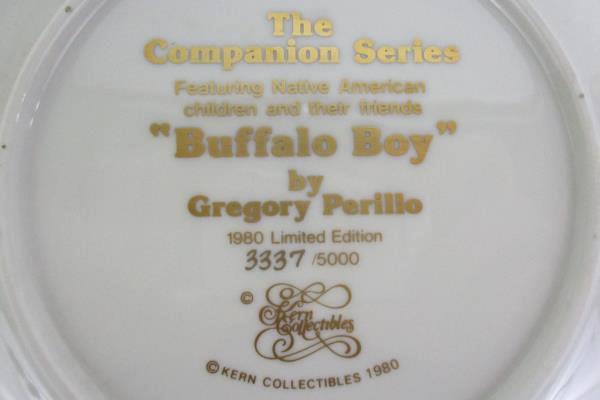 The
Companion Series
Featuring Native American
children and their friends
"Buffalo Boy"
by
Gregory Perillo
1980 Limited Edition
3337 /5000
© Kern
Collectibles
© KERN COLLECTIBLES 1980